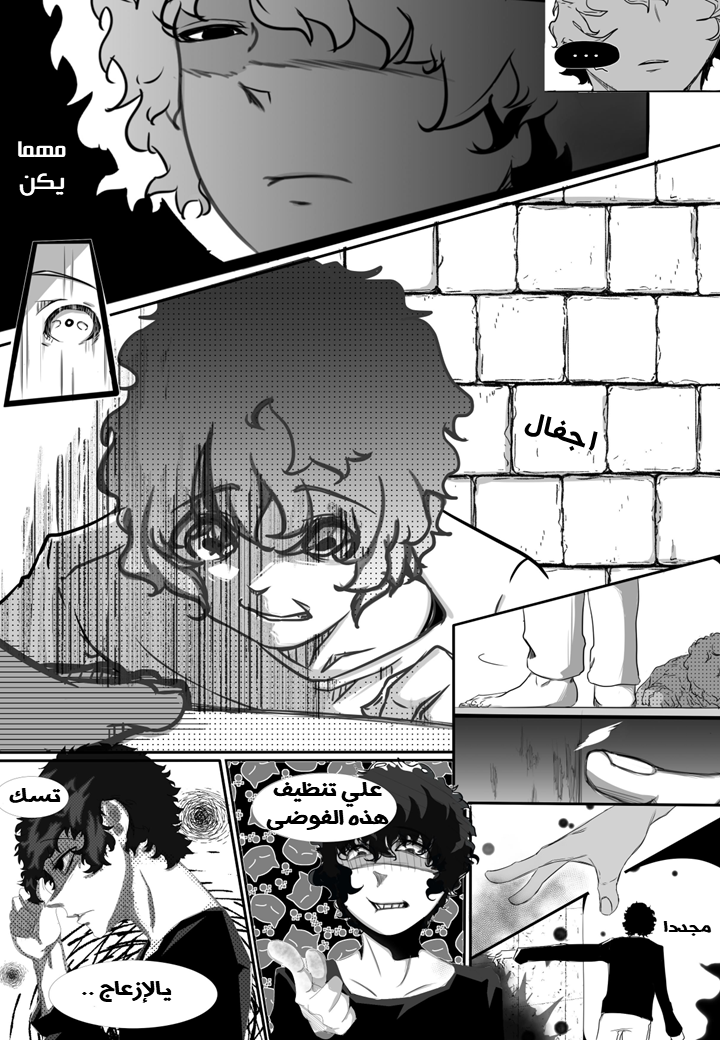 ...
مهما
يكن
اجفال
مجددا
علي تنظيف
هذه الفوضى
تسك
يالإزعاج ..